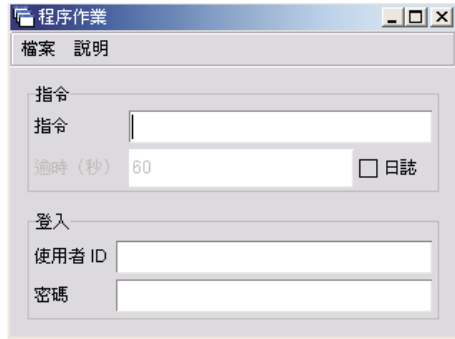 程序作業
檔案 説明
指令
指令
逾時（秒） 60 日誌
登入
使用者 ID
密碼